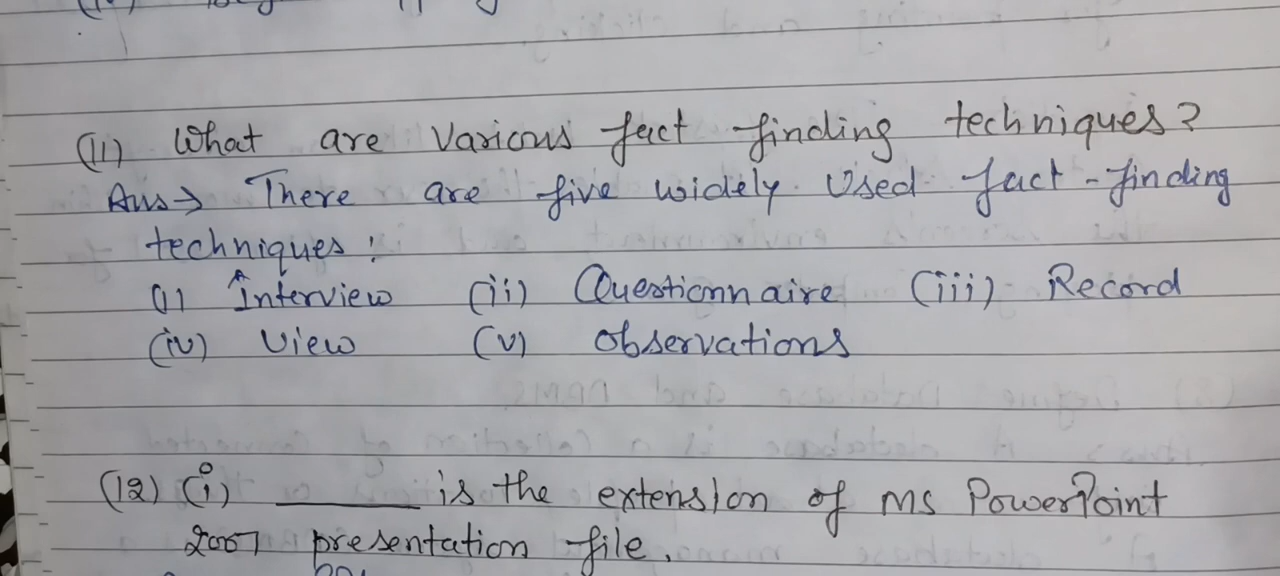 (11) What are various fact finding techniques?
Ans → There are five widely used fact-finding
techniques:
(i) Interview (ii) Questionnaire (iii) Record
(iv) View (v) Observations
(12) (i) ______ is the extension of MS PowerPoint
2007 presentation file.